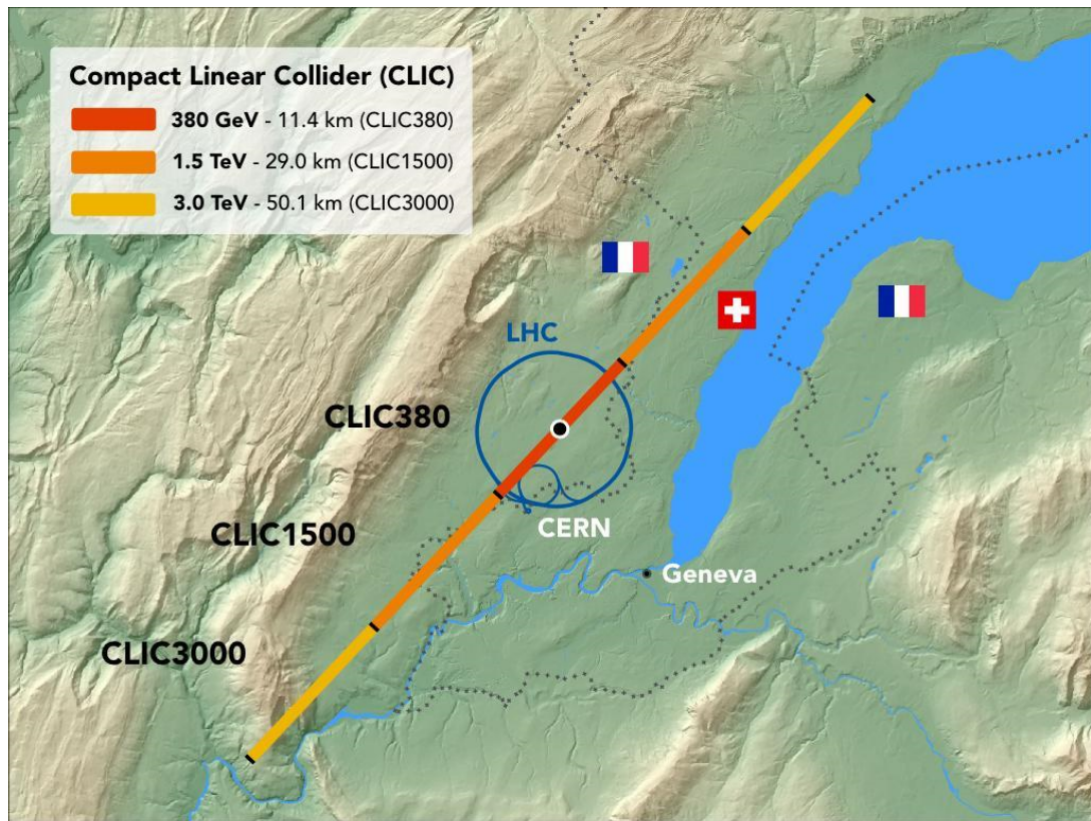 Compact Linear Collider (CLIC)
380 GeV - 11.4 km (CLIC380)
1.5 TeV - 29.0 km (CLIC1500)
3.0 TeV - 50.1 km (CLIC3000)
LHC
CLIC380
CLIC1500
CERN
Geneva
CLIC3000